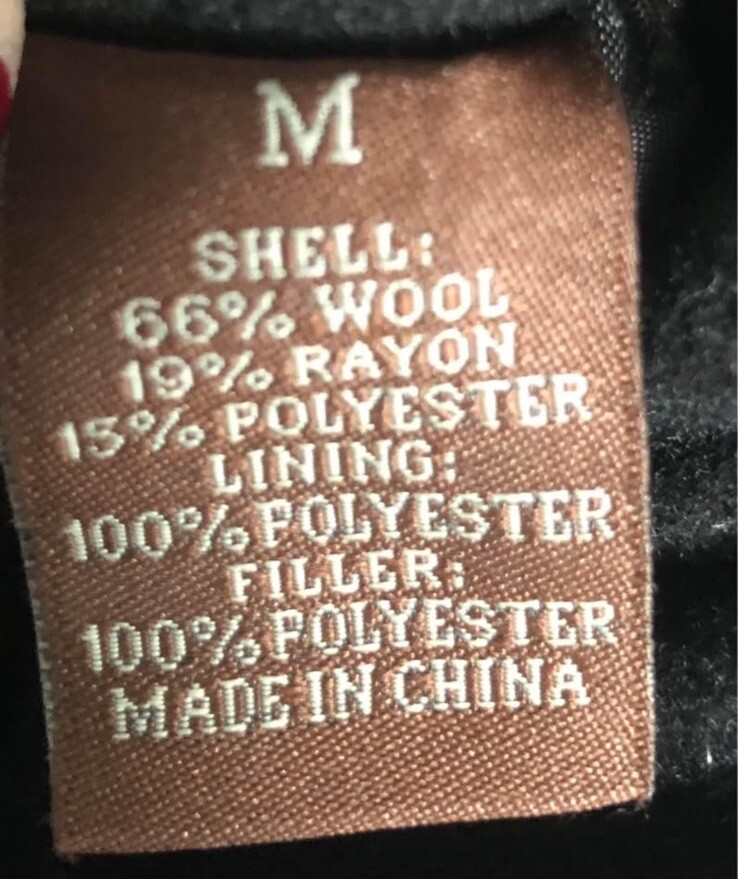 M
SHELL:
66% WOOL
19% RAYON
15% POLYESTER
LINING:
100% POLYESTER
FILLER:
100% POLYESTER
MADE IN CHINA